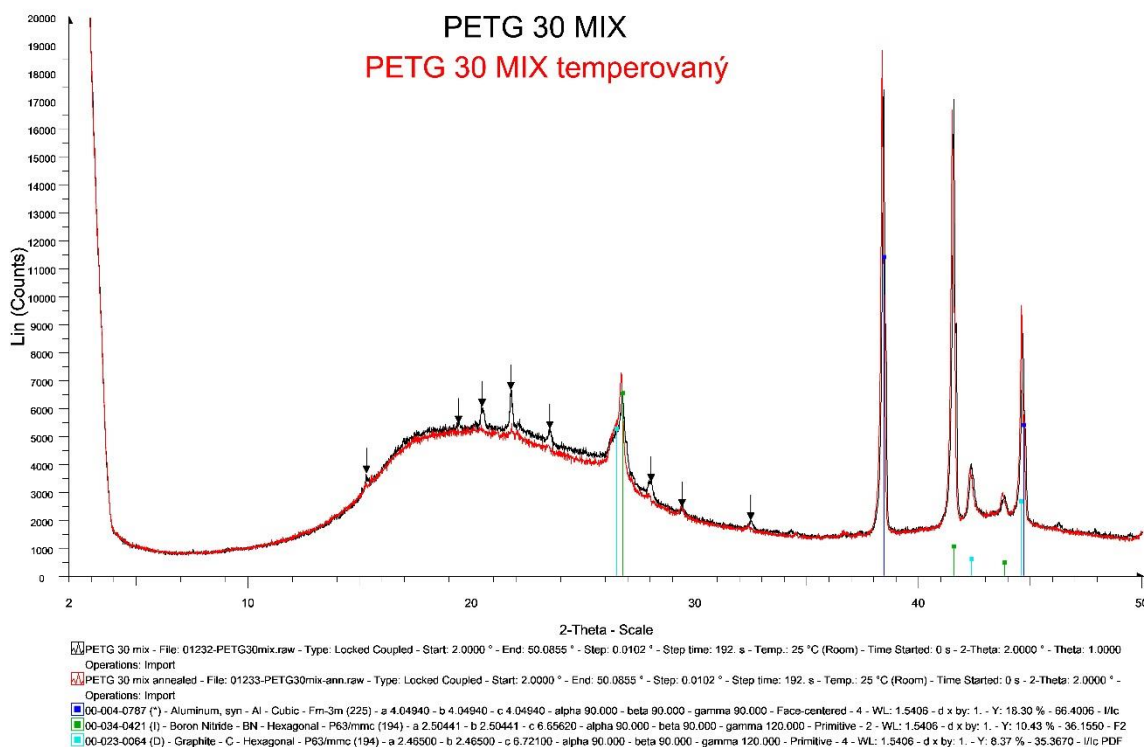 PETG 30 MIX
PETG 30 MIX temperovaný
Lin (Counts)
20000
19000
18000
17000
16000
15000
14000
13000
12000
11000
10000
9000
8000
7000
6000
5000
4000
3000
2000
1000
0
2 10 20 30 40 50
2-Theta - Scale
PETG 30 mix - File: 01232-PETG30mix.raw - Type: Locked Coupled - Start: 2.0000 ° - End: 50.0855 ° - Step: 0.0102 ° - Step time: 192. s - Temp.: 25 °C (Room) - Time Started: 0 s - 2-Theta: 2.0000 ° - Theta: 1.0000
Operations: Import
PETG 30 mix annealed - File: 01233-PETG30mix-ann.raw - Type: Locked Coupled - Start: 2.0000 ° - End: 50.0855 ° - Step: 0.0102 ° - Step time: 192. s - Temp.: 25 °C (Room) - Time Started: 0 s - 2-Theta: 2.0000 ° -
Operations: Import
00-004-0787 (*) - Aluminum, syn - Al - Cubic - Fm-3m (225) - a 4.04940 - b 4.04940 - c 4.04940 - alpha 90.000 - beta 90.000 - gamma 90.000 - Face-centered - 4 - WL: 1.5406 - d x by: 1. - Y: 18.30 % - 66.4006 - I/Ic
00-034-0421 (I) - Boron Nitride - BN - Hexagonal - P63/mmc (194) - a 2.50441 - b 2.50441 - c 6.65620 - alpha 90.000 - beta 90.000 - gamma 120.000 - Primitive - 2 - WL: 1.5406 - d x by: 1. - Y: 10.43 % - 36.1550 - F2
00-023-0064 (D) - Graphite - C - Hexagonal - P63/mmc (194) - a 2.46500 - b 2.46500 - c 6.72100 - alpha 90.000 - beta 90.000 - gamma 120.000 - Primitive - 4 - WL: 1.5406 - d x by: 1. - Y: 8.37 % - 35.3670 - I/Ic PDF